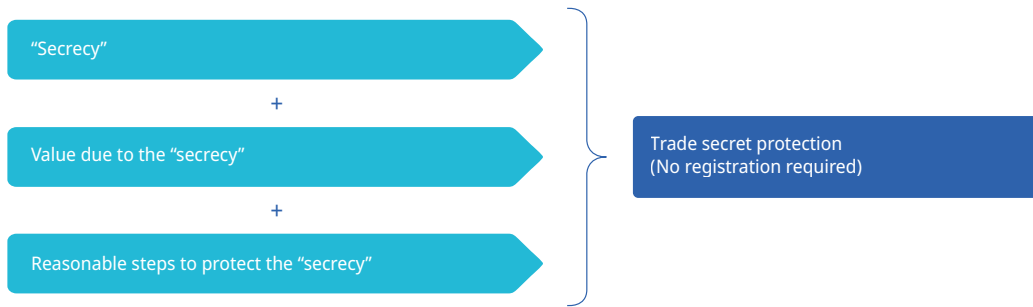 “Secrecy”
+
Value due to the “secrecy”
+
Reasonable steps to protect the “secrecy”
Trade secret protection
(No registration required)